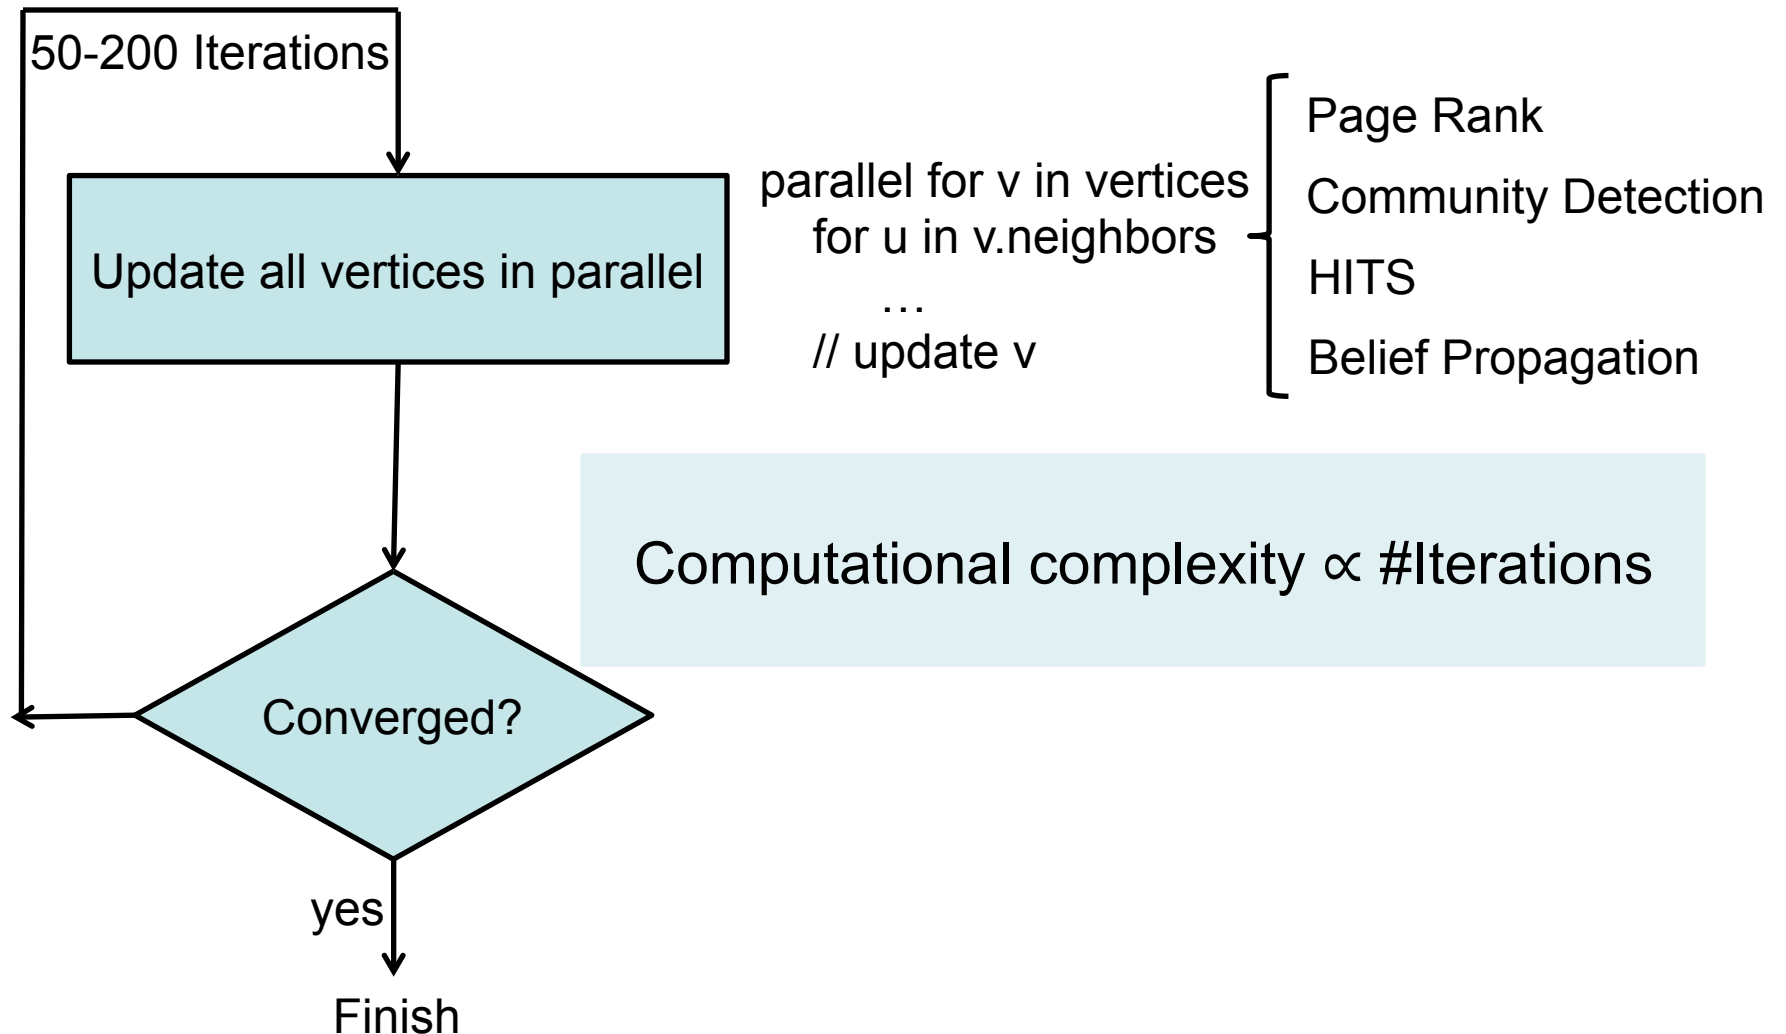 50-200 Iterations
Update all vertices in parallel
parallel for v in vertices
for u in v.neighbors
…
// update v
Page Rank
Community Detection
HITS
Belief Propagation
Computational complexity ∝ #Iterations
Converged?
yes
Finish